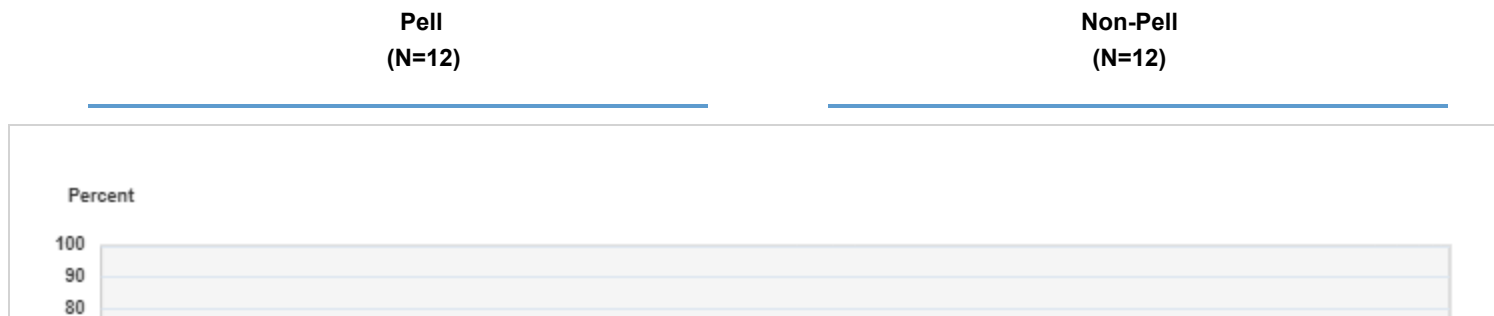 Pell
(N=12)
Non-Pell
(N=12)
Percent
100
90
80